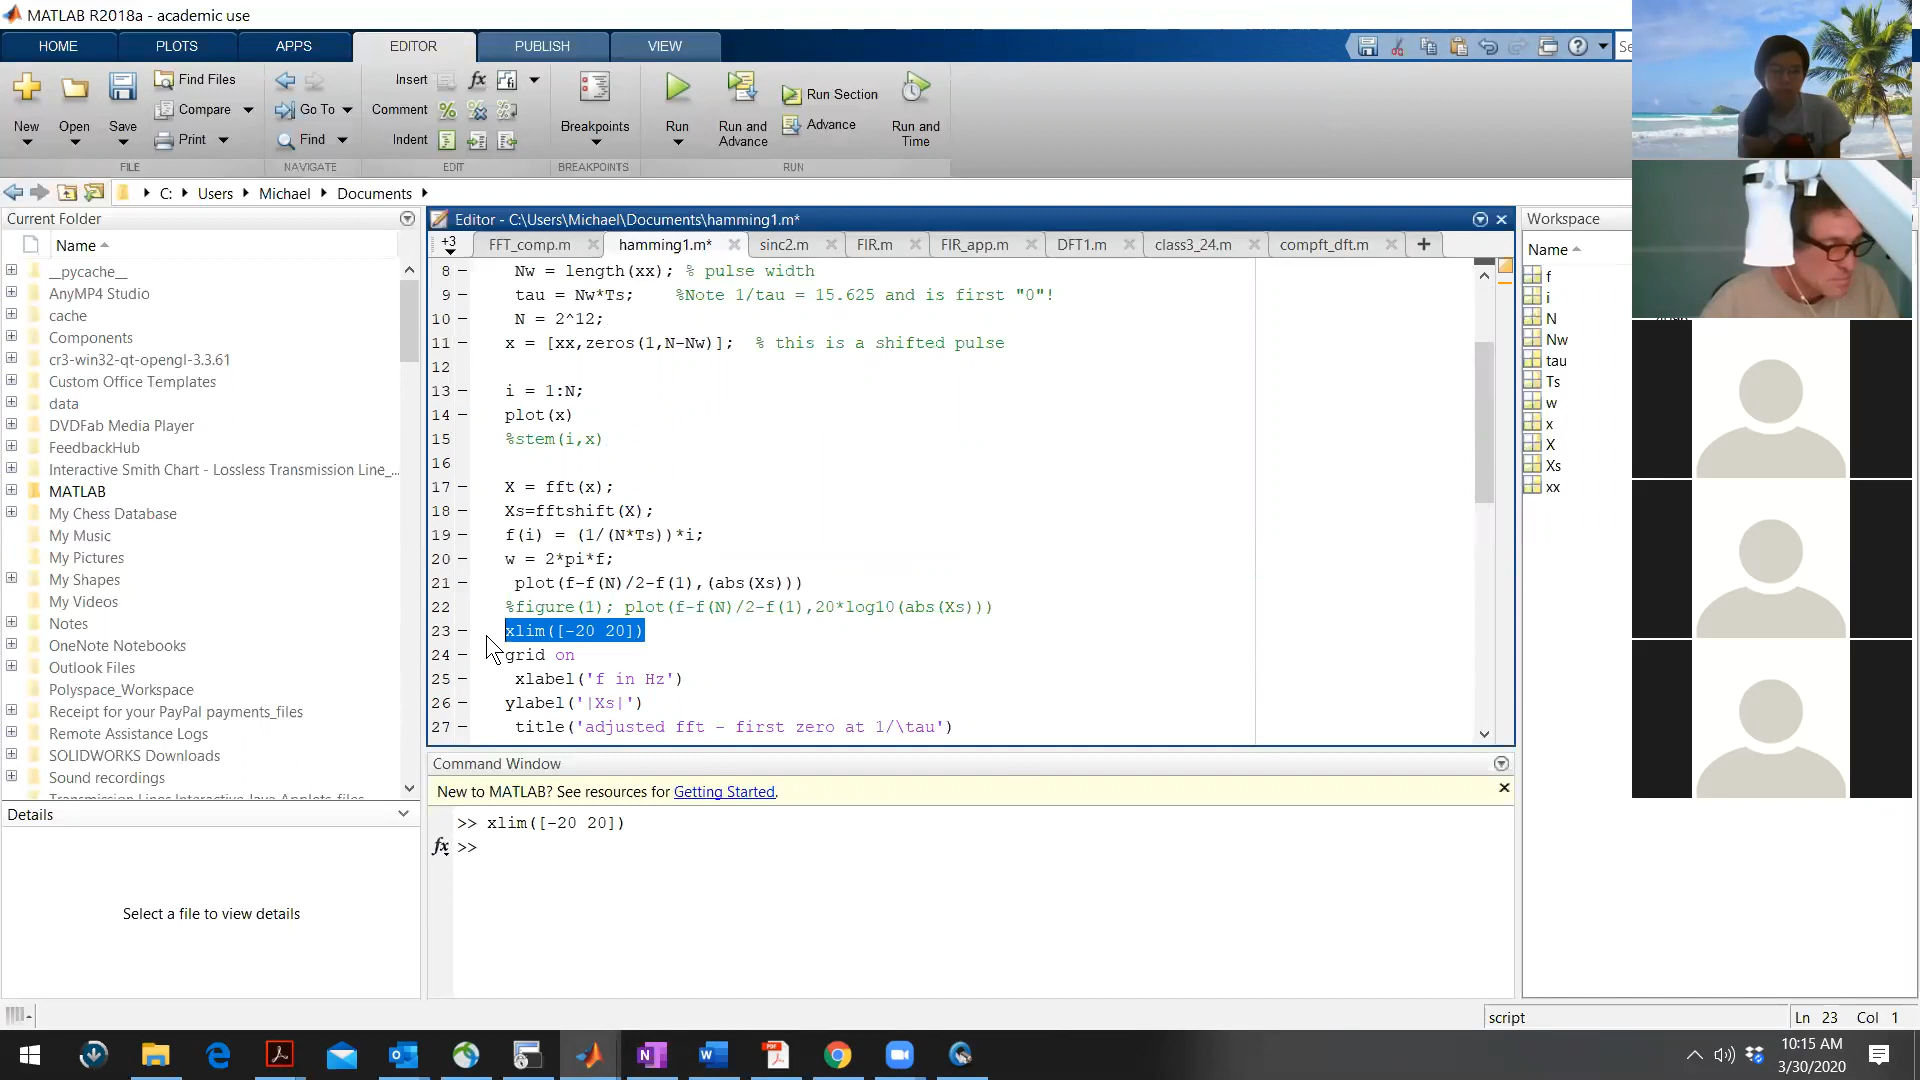 MATLAB R2018a - academic use
HOME PLOTS APPS EDITOR PUBLISH VIEW
Se
New Open Save
Find Files
Compare
Print
Go To
Find
Insert
Comment
Indent
Breakpoints
Run
Run and Advance
Run Section
Advance
Run and Time
FILE NAVIGATE EDIT BREAKPOINTS RUN
C: Users Michael Documents
Current Folder
Name
__pycache__
AnyMP4 Studio
cache
Components
cr3-win32-qt-opengl-3.3.61
Custom Office Templates
data
DVDFab Media Player
FeedbackHub
Interactive Smith Chart - Lossless Transmission Line_...
MATLAB
My Chess Database
My Music
My Pictures
My Shapes
My Videos
Notes
OneNote Notebooks
Outlook Files
Polyspace_Workspace
Receipt for your PayPal payments_files
Remote Assistance Logs
SOLIDWORKS Downloads
Sound recordings
Transmission Lines Interactive Java Applets_files
Details
Select a file to view details
Editor - C:\Users\Michael\Documents\hamming1.m*
+3 FFT_comp.m hamming1.m* sinc2.m FIR.m FIR_app.m DFT1.m class3_24.m compft_dft.m
8 - Nw = length(xx); % pulse width
9 - tau = Nw*Ts; %Note 1/tau = 15.625 and is first "0"!
10 - N = 2^12;
11 - x = [xx,zeros(1,N-Nw)]; % this is a shifted pulse
12
13 - i = 1:N;
14 - plot(x)
15 %stem(i,x)
16
17 - X = fft(x);
18 - Xs=fftshift(X);
19 - f(i) = (1/(N*Ts))*i;
20 - w = 2*pi*f;
21 - plot(f-f(N)/2-f(1),(abs(Xs)))
22 %figure(1); plot(f-f(N)/2-f(1),20*log10(abs(Xs)))
23 - xlim([-20 20])
24 - grid on
25 - xlabel('f in Hz')
26 - ylabel('|Xs|')
27 - title('adjusted fft - first zero at 1/\tau')
Command Window
New to MATLAB? See resources for Getting Started.
>> xlim([-20 20])
fx >>
Workspace
Name
f
i
N
Nw
tau
Ts
w
x
X
Xs
xx
script
Ln 23 Col 1
10:15 AM
3/30/2020